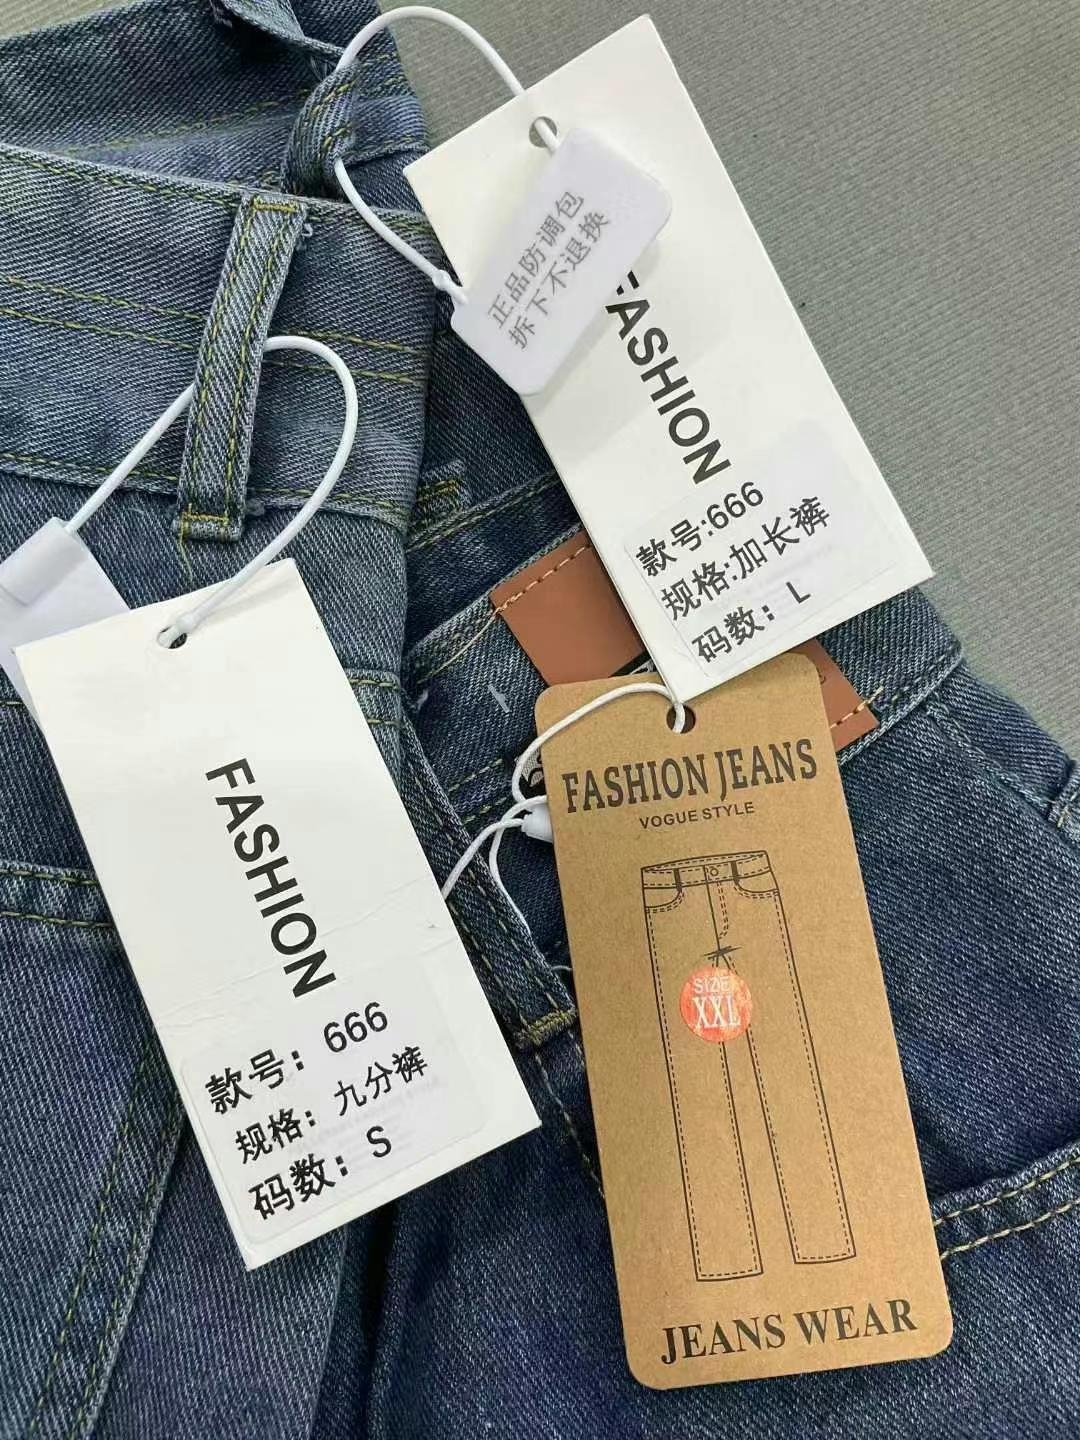 正品防调包
拆下不退换
FASHION
款号:666
规格:加长裤
码数：L
FASHION JEANS
VOGUE STYLE
SIZE
XXL
JEANS WEAR
FASHION
款号：666
规格：九分裤
码数：S